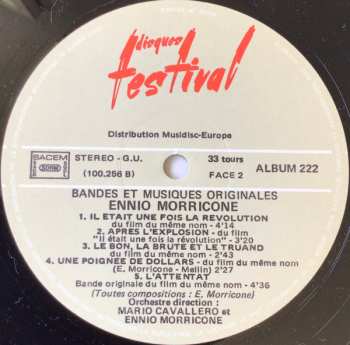 disques
festival
Distribution Musidisc-Europe
SACEM
SACD SDRM SGDL
STEREO - G.U.
(100.256 B)
33 tours
FACE 2
ALBUM 222
BANDES ET MUSIQUES ORIGINALES
ENNIO MORRICONE
1. IL ETAIT UNE FOIS LA REVOLUTION
du film du même nom - 4'14
2. APRES L'EXPLOSION - du film
"il était une fois la révolution" - 3'20
3. LE BON, LA BRUTE ET LE TRUAND
du film du même nom - 2'38
4. UNE POIGNEE DE DOLLARS - du film du même nom
(E. Morricone - Mellin) 2'27
5. L'ATTENTAT
Bande originale du film du même nom - 4'36
(Toutes compositions : E. Morricone)
Orchestre direction :
MARIO CAVALLERO et
ENNIO MORRICONE